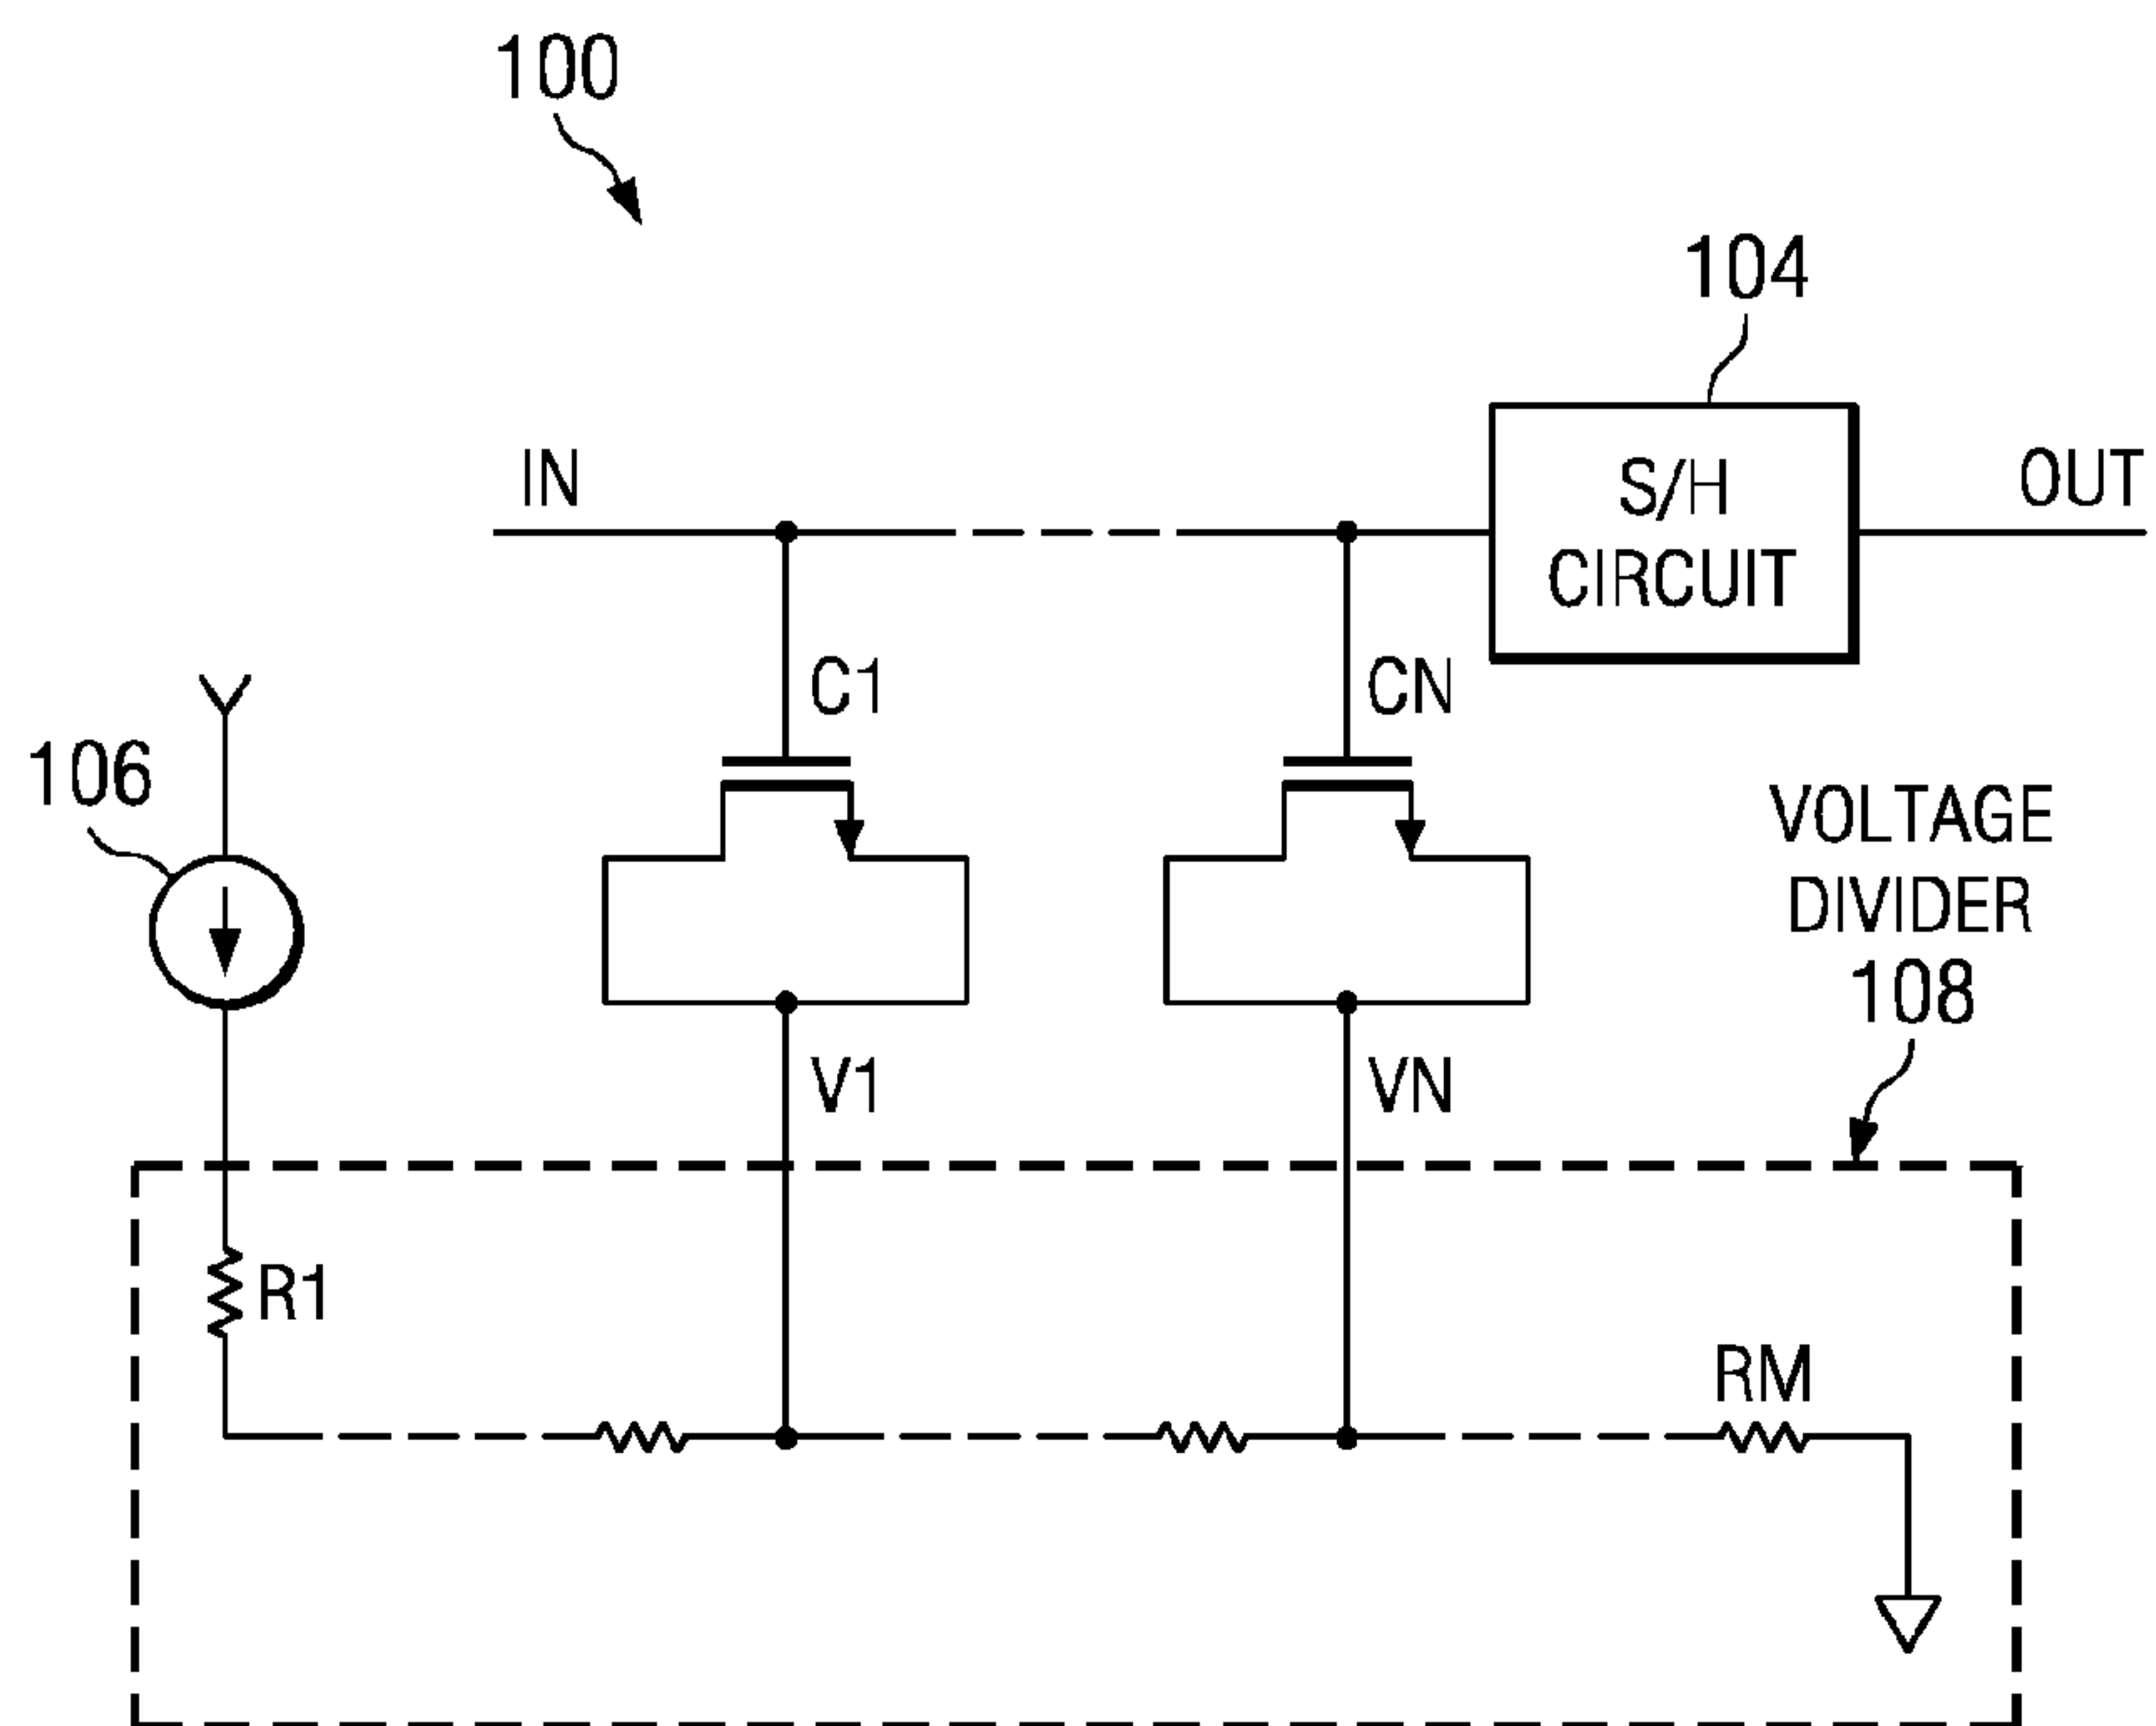 100
104
IN
S/H
CIRCUIT
OUT
C1
CN
106
VOLTAGE
DIVIDER
108
V1
VN
R1
RM